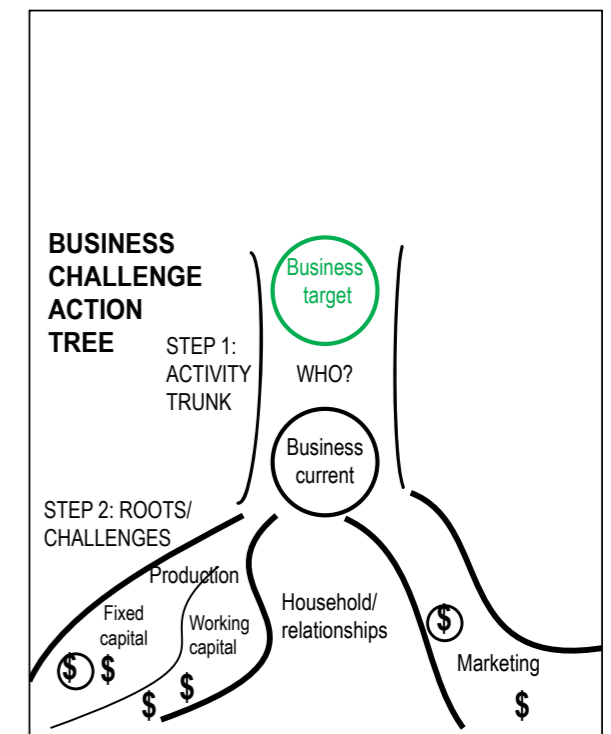 BUSINESS
CHALLENGE
ACTION
TREE
Business
target
STEP 1:
ACTIVITY
TRUNK
WHO?
Business
current
STEP 2: ROOTS/
CHALLENGES
Production
Fixed
capital
$ $
Working
capital
$ $
Household/
relationships
$
Marketing
$